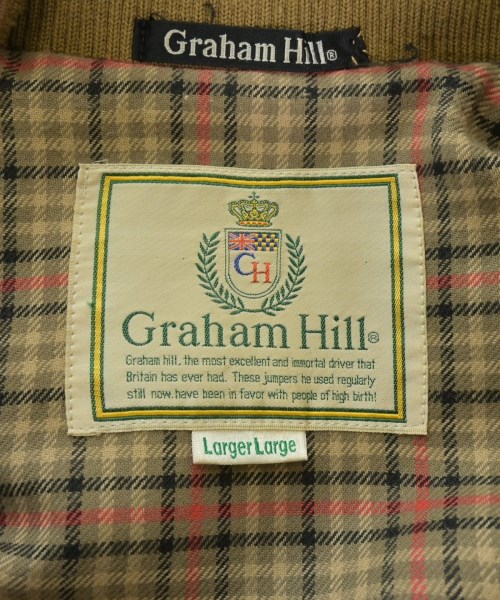 Graham Hill®
GH
Graham Hill®
Graham hill, the most excellent and immortal driver that
Britain has ever had. These jumpers he used regularly
still now, have been in favor with people of high birth!
LargerLarge